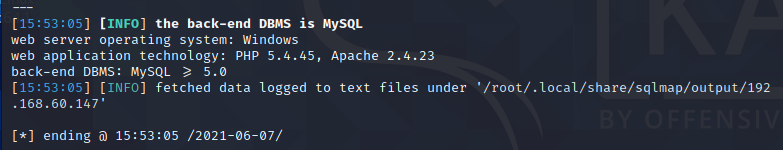 ---
[15:53:05] [INFO] the back-end DBMS is MySQL
web server operating system: Windows
web application technology: PHP 5.4.45, Apache 2.4.23
back-end DBMS: MySQL ≥ 5.0
[15:53:05] [INFO] fetched data logged to text files under '/root/.local/share/sqlmap/output/192
.168.60.147'
[*] ending @ 15:53:05 /2021-06-07/
KA
BY OFFENSIV